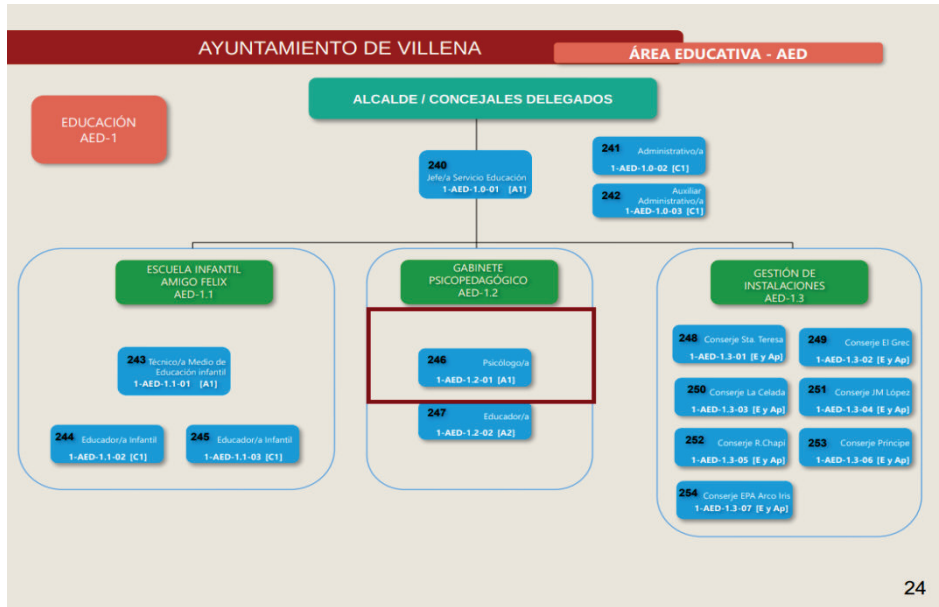 AYUNTAMIENTO DE VILLENA
ÁREA EDUCATIVA - AED
ALCALDE / CONCEJALES DELEGADOS
EDUCACIÓN
AED-1
240
Jefe/a Servicio Educación
1-AED-1.0-01 [A1]
241 Administrativo/a
1-AED-1.0-02 [C1]
242 Auxiliar
Administrativo/a
1-AED-1.0-03 [C1]
ESCUELA INFANTIL
AMIGO FELIX
AED-1.1
243 Técnico/a Medio de
Educación infantil
1-AED-1.1-01 [A1]
244 Educador/a Infantil
1-AED-1.1-02 [C1]
245 Educador/a Infantil
1-AED-1.1-03 [C1]
GABINETE
PSICOPEDAGÓGICO
AED-1.2
246 Psicólogo/a
1-AED-1.2-01 [A1]
247 Educador/a
1-AED-1.2-02 [A2]
GESTIÓN DE
INSTALACIONES
AED-1.3
248 Conserje Sta. Teresa
1-AED-1.3-01 [E y Ap]
249 Conserje El Grec
1-AED-1.3-02 [E y Ap]
250 Conserje La Celada
1-AED-1.3-03 [E y Ap]
251 Conserje JM López
1-AED-1.3-04 [E y Ap]
252 Conserje R.Chapi
1-AED-1.3-05 [E y Ap]
253 Conserje Príncipe
1-AED-1.3-06 [E y Ap]
254 Conserje EPA Arco Iris
1-AED-1.3-07 [E y Ap]
24